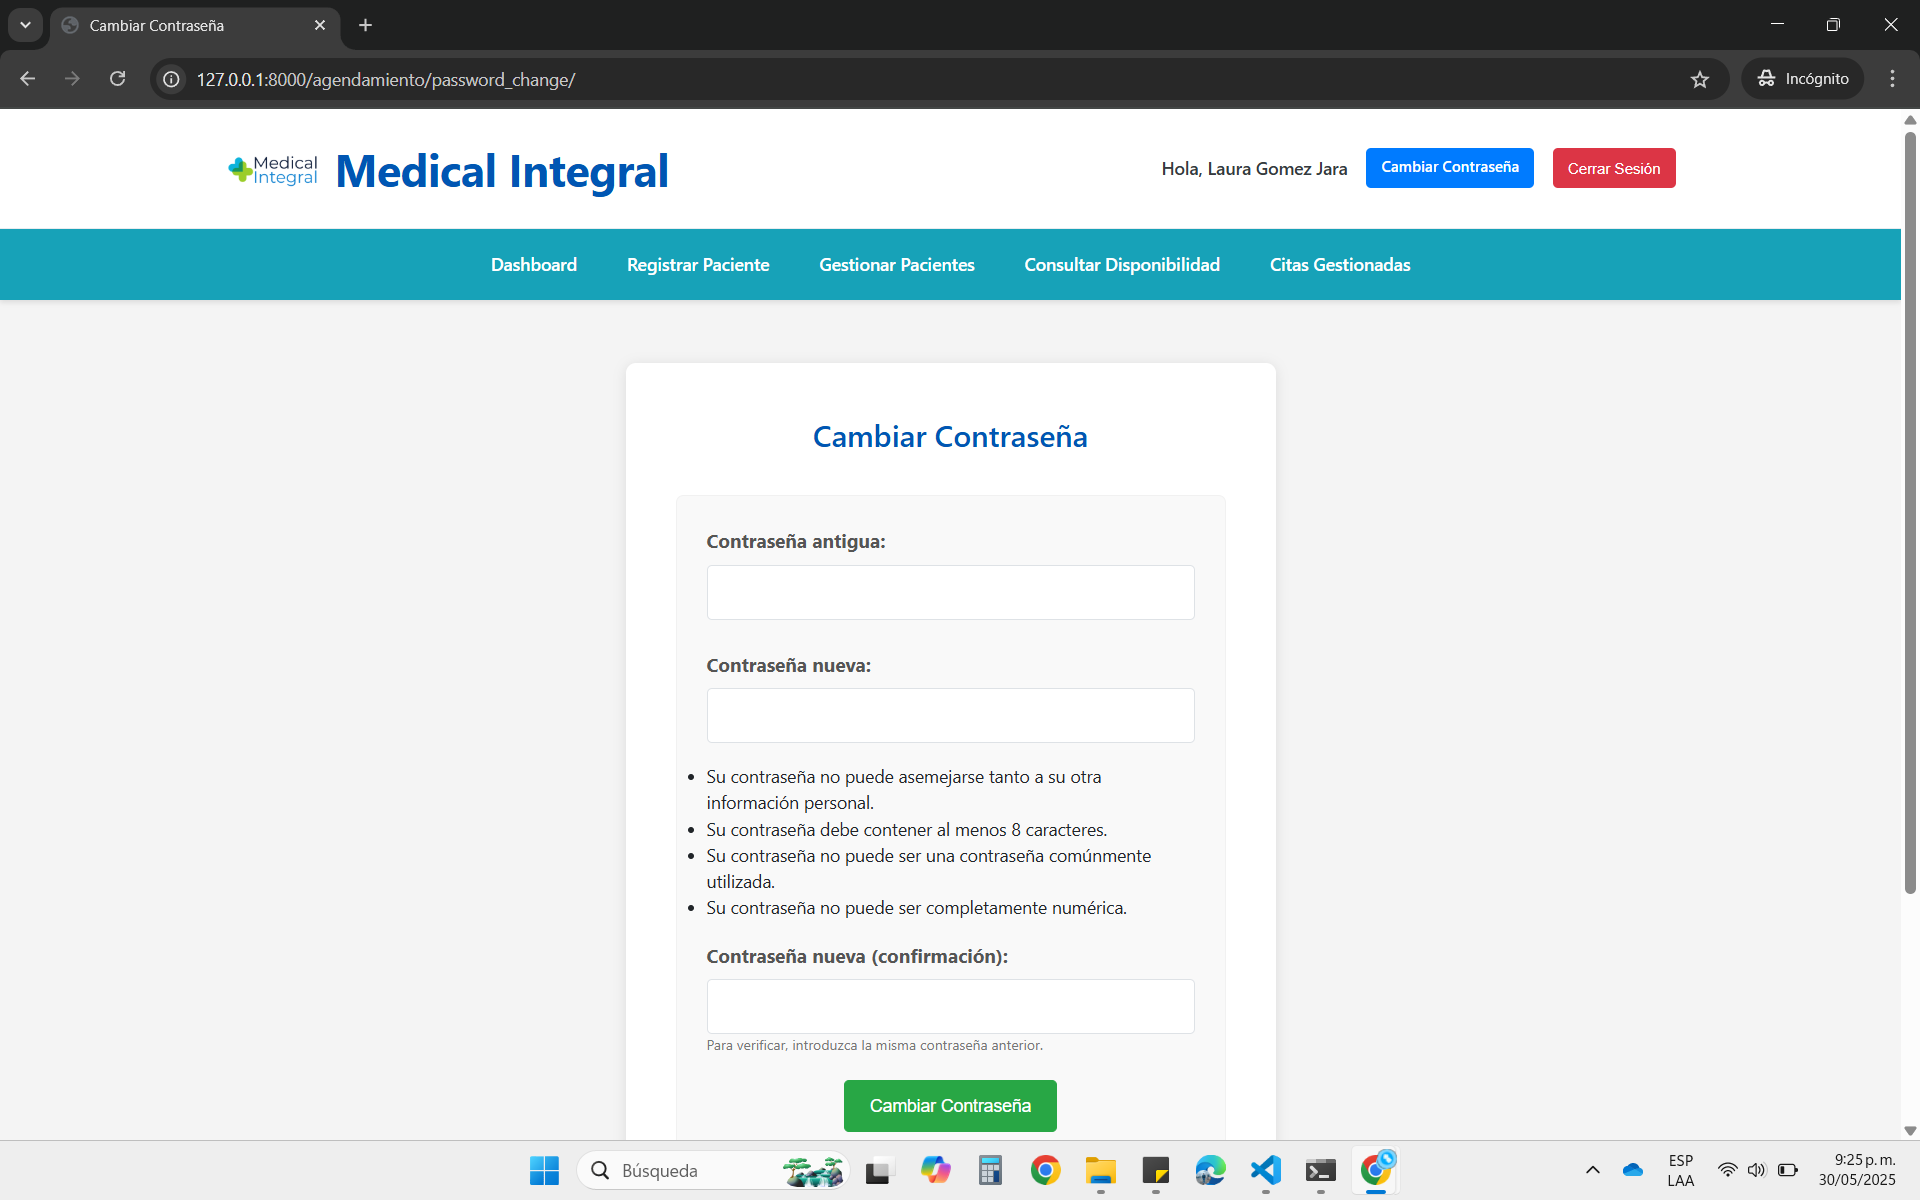 Cambiar Contraseña
127.0.0.1:8000/agendamiento/password_change/
Incógnito
Medical
Integral
Medical Integral
Hola, Laura Gomez Jara
Cambiar Contraseña
Cerrar Sesión
Dashboard
Registrar Paciente
Gestionar Pacientes
Consultar Disponibilidad
Citas Gestionadas
Cambiar Contraseña
Contraseña antigua:
Contraseña nueva:
Su contraseña no puede asemejarse tanto a su otra
información personal.
Su contraseña debe contener al menos 8 caracteres.
Su contraseña no puede ser una contraseña comúnmente
utilizada.
Su contraseña no puede ser completamente numérica.
Contraseña nueva (confirmación):
Para verificar, introduzca la misma contraseña anterior.
Cambiar Contraseña
Búsqueda
ESP
LAA
9:25 p. m.
30/05/2025